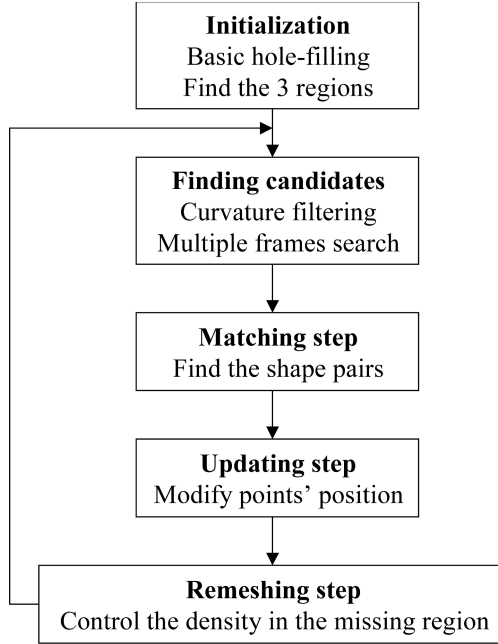 Initialization
Basic hole-filling
Find the 3 regions
Finding candidates
Curvature filtering
Multiple frames search
Matching step
Find the shape pairs
Updating step
Modify points’ position
Remeshing step
Control the density in the missing region